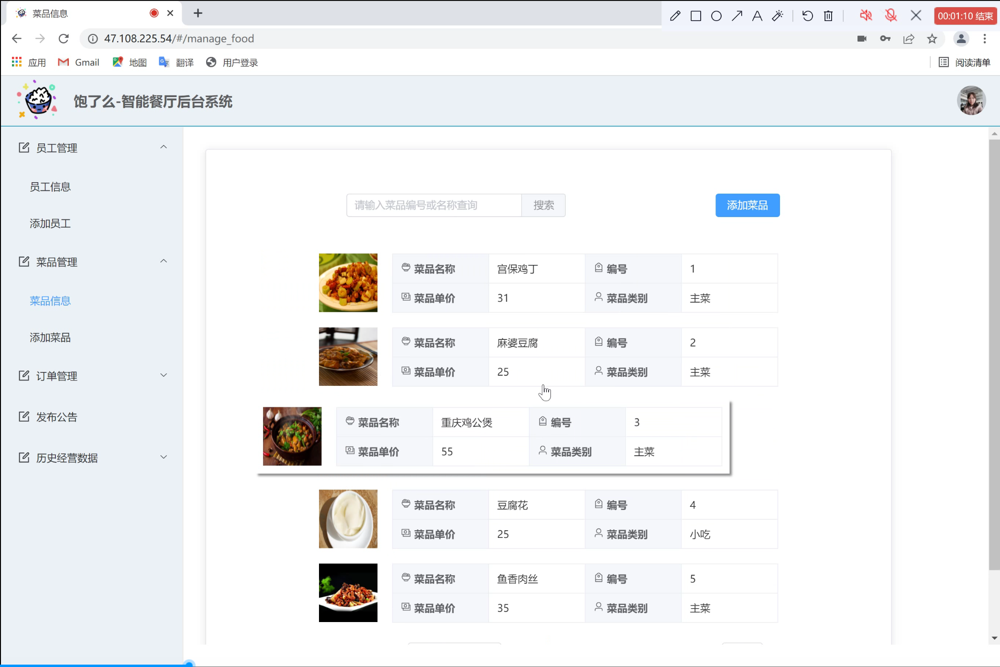 菜品信息
00:01:10 结束
47.108.225.54/#/manage_food
应用
Gmail
地图
翻译
用户登录
阅读清单
饱了么-智能餐厅后台系统
员工管理
员工信息
添加员工
菜品管理
菜品信息
添加菜品
订单管理
发布公告
历史经营数据
请输入菜品编号或名称查询 搜索
添加菜品
菜品名称 宫保鸡丁 编号 1
菜品单价 31 菜品类别 主菜
菜品名称 麻婆豆腐 编号 2
菜品单价 25 菜品类别 主菜
菜品名称 重庆鸡公煲 编号 3
菜品单价 55 菜品类别 主菜
菜品名称 豆腐花 编号 4
菜品单价 25 菜品类别 小吃
菜品名称 鱼香肉丝 编号 5
菜品单价 35 菜品类别 主菜